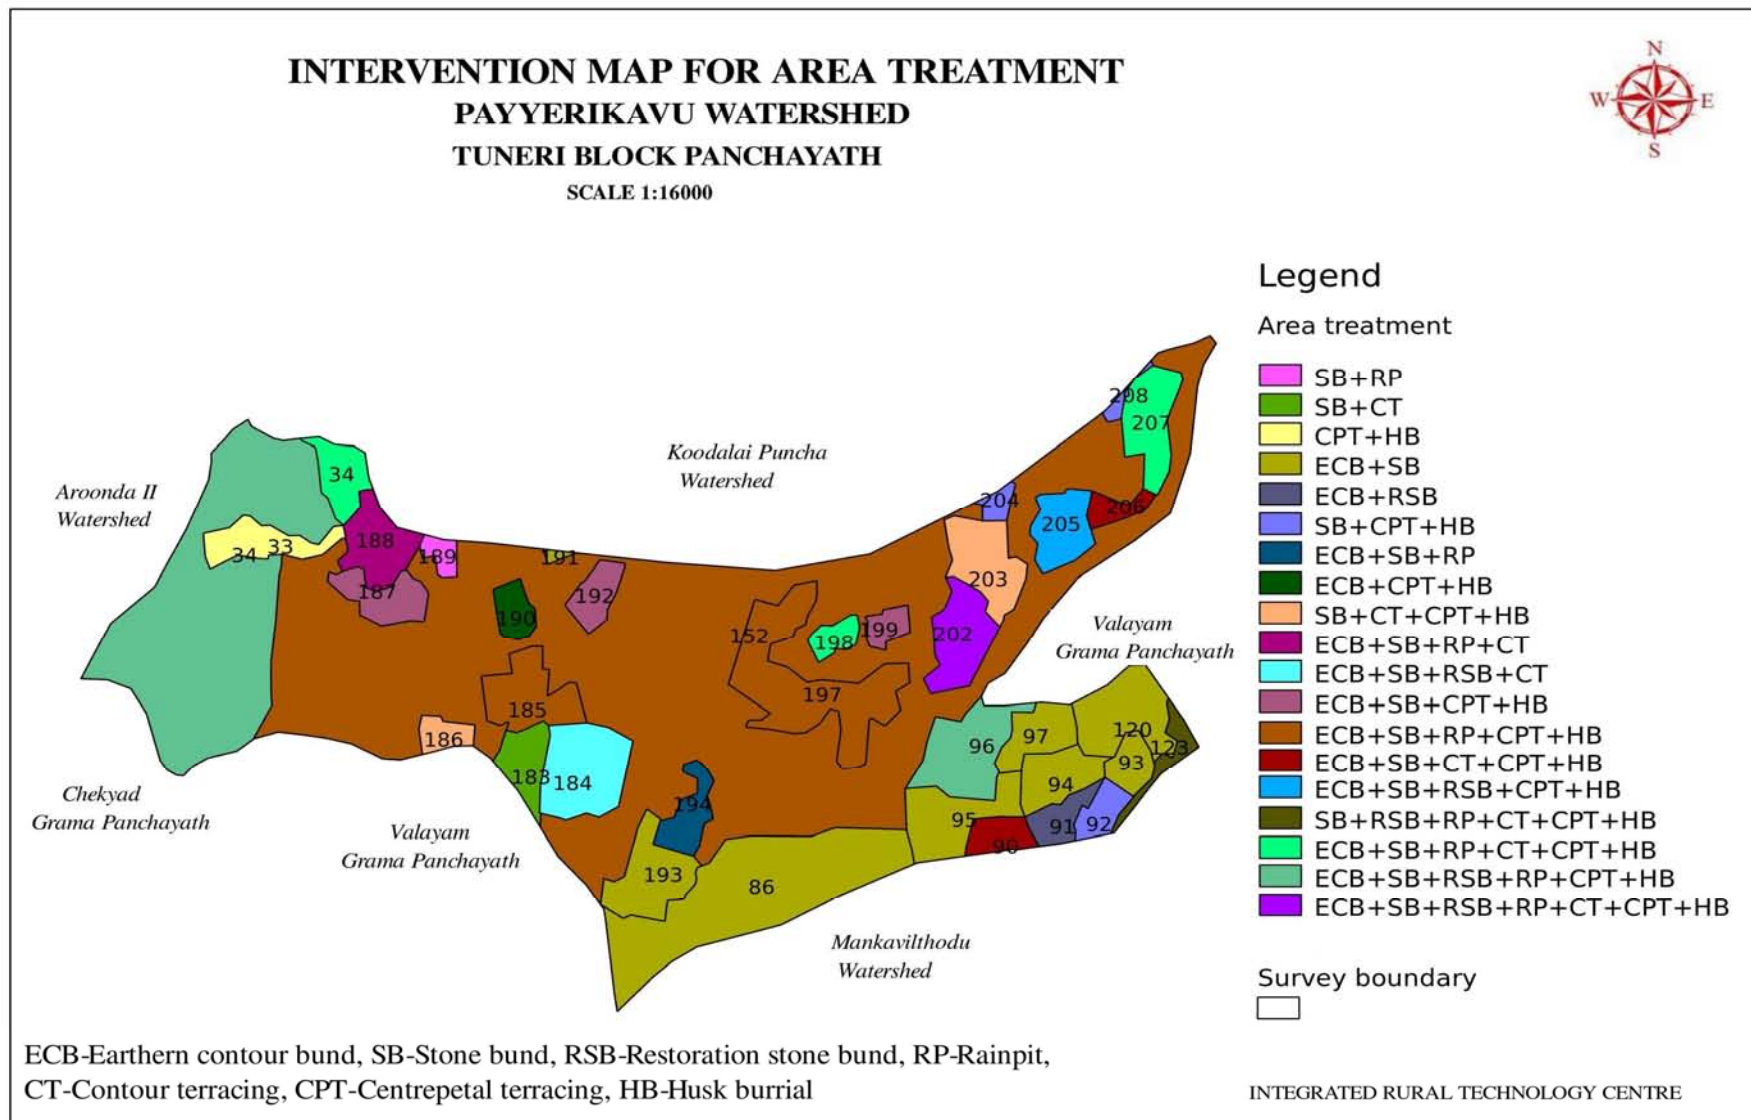 INTERVENTION MAP FOR AREA TREATMENT
PAYYERIKAVU WATERSHED
TUNERI BLOCK PANCHAYATH
SCALE 1:16000
N
W
E
S
Legend
Area treatment
SB+RP
SB+CT
CPT+HB
ECB+SB
ECB+RSB
SB+CPT+HB
ECB+SB+RP
ECB+CPT+HB
SB+CT+CPT+HB
ECB+SB+RP+CT
ECB+SB+RSB+CT
ECB+SB+CPT+HB
ECB+SB+RP+CPT+HB
ECB+SB+CT+CPT+HB
ECB+SB+RSB+CPT+HB
SB+RSB+RP+CT+CPT+HB
ECB+SB+RP+CT+CPT+HB
ECB+SB+RSB+RP+CPT+HB
ECB+SB+RSB+RP+CT+CPT+HB
Survey boundary
Koodalai Puncha
Watershed
Aroonda II
Watershed
Valayam
Grama Panchayath
Chekyad
Grama Panchayath
Valayam
Grama Panchayath
Mankavilthodu
Watershed
208
207
34
204
206
205
188
33
34
189
191
203
187
192
190
152
198
199
202
197
185
186
96
97
120
123
93
183
184
94
194
95
91
92
90
193
86
ECB-Earthern contour bund, SB-Stone bund, RSB-Restoration stone bund, RP-Rainpit,
CT-Contour terracing, CPT-Centrepetal terracing, HB-Husk burrial
INTEGRATED RURAL TECHNOLOGY CENTRE